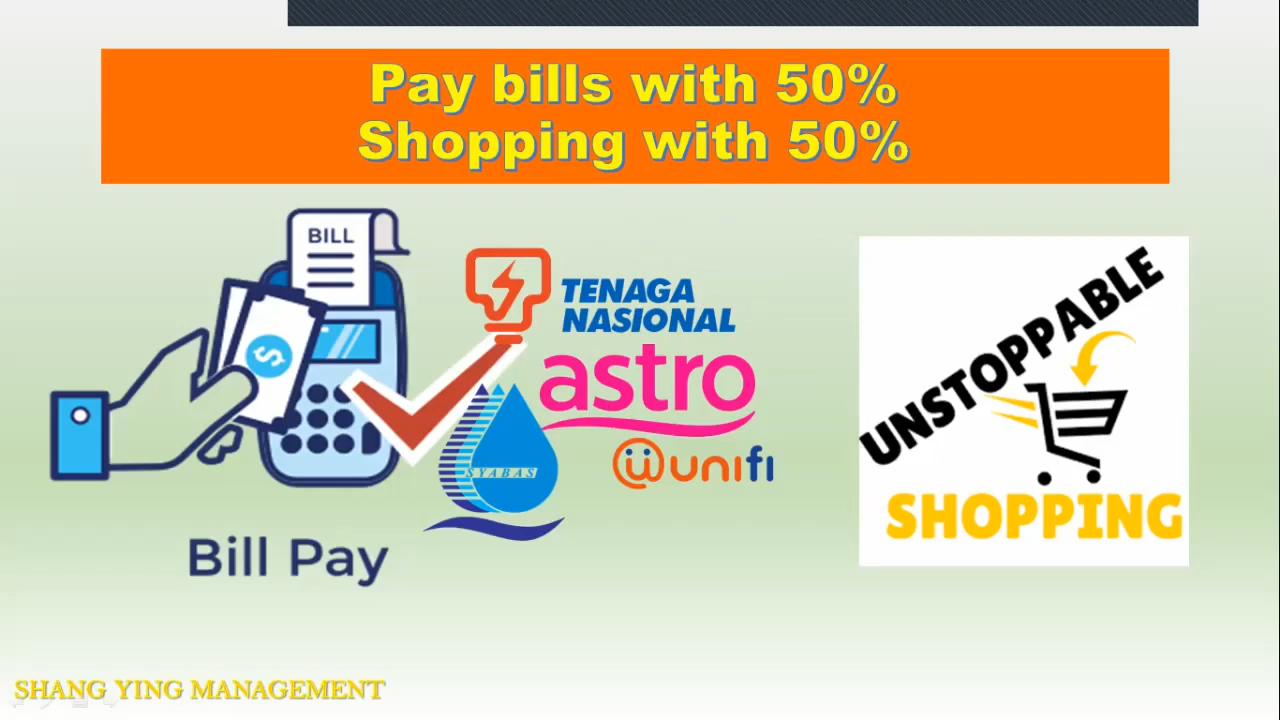 Pay bills with 50%
Shopping with 50%
BILL
TENAGA
NASIONAL
astro
SYABAS
unifi
Bill Pay
UNSTOPPABLE
SHOPPING
SHANG YING MANAGEMENT